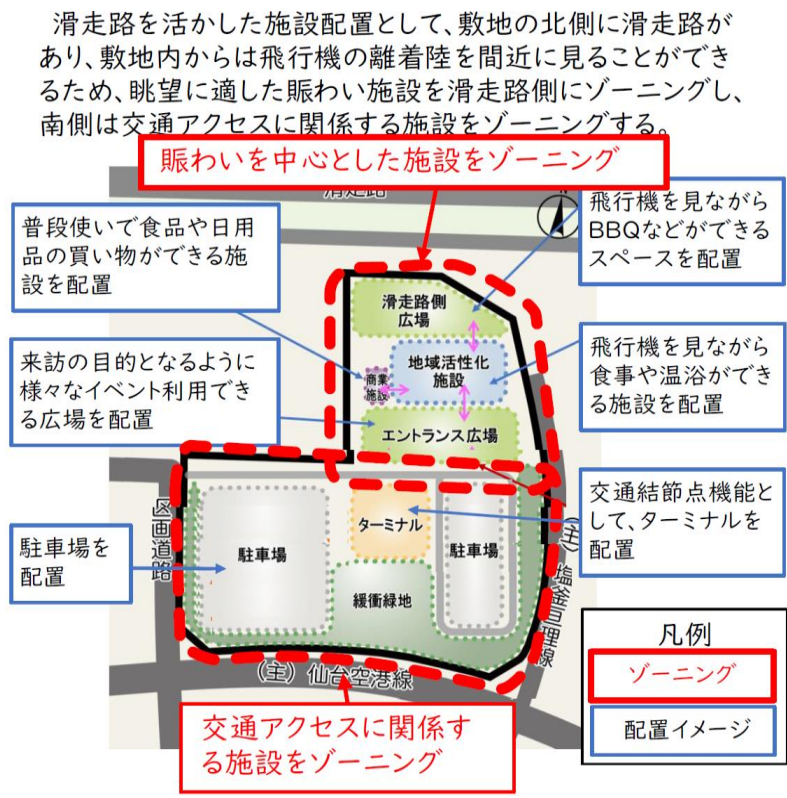 滑走路を活かした施設配置として、敷地の北側に滑走路が
あり、敷地内からは飛行機の離着陸を間近に見ることができ
るため、眺望に適した賑わい施設を滑走路側にゾーニングし、
南側は交通アクセスに関係する施設をゾーニングする。
賑わいを中心とした施設をゾーニング
滑走路
普段使いで食品や日用
品の買い物ができる施
設を配置
飛行機を見ながら
BBQなどができる
スペースを配置
滑走路側
広場
来訪の目的となるように
様々なイベント利用でき
る広場を配置
商業
施設
地域活性化
施設
飛行機を見ながら
食事や温浴ができ
る施設を配置
エントランス広場
区画道路
駐車場を
配置
駐車場
ターミナル
駐車場
交通結節点機能と
して、ターミナルを
配置
緩衝緑地
(主)塩釜亘理線
(主)仙台空港線
交通アクセスに関係す
る施設をゾーニング
凡例
ゾーニング
配置イメージ